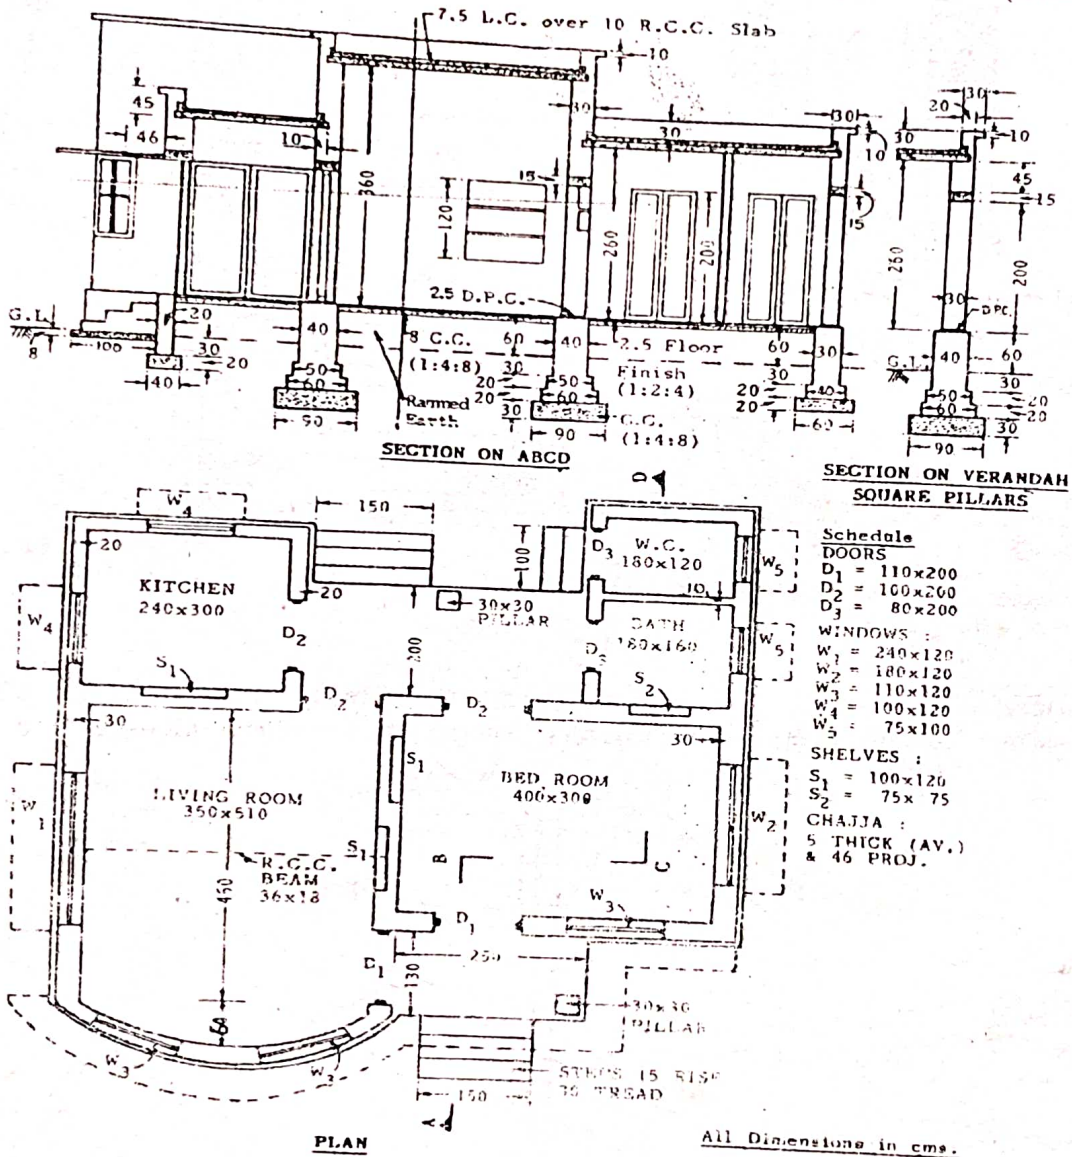 7.5 L.C. over 10 R.C.C. Slab
10
30
20
45
30
30
30
10
46
10
30
10
45
15
15
15
360
120
260
200
260
200
2.5 D.P.C.
30
D.P.C.
G.L.
20
8
100
30
20
40
40
50
60
90
8 C.C.
(1:4:8)
Rammed
Earth
60
30
20
20
30
40
50
60
90
2.5 Floor
Finish
(1:2:4)
C.C.
(1:4:8)
60
30
20
20
30
40
60
G.L.
40
50
60
90
60
30
20
20
30
SECTION ON ABCD
SECTION ON VERANDAH
SQUARE PILLARS
W4
150
D
20
KITCHEN
240x300
20
100
D3
W.C.
180x120
W5
30x30
PILLAR
10
W4
D2
BATH
180x160
W5
S1
200
S2
D2
D2
30
30
S1
BED ROOM
400x300
LIVING ROOM
350x510
W1
W2
S1
B
C
R.C.C.
BEAM
36x18
450
W3
D1
250
D1
130
30x30
PILLAR
60
W3
W3
STEPS 15 RISE
30 TREAD
150
A
PLAN
Schedule
DOORS
D1 = 110x200
D2 = 100x200
D3 = 80x200
WINDOWS :
W1 = 240x120
W2 = 180x120
W3 = 110x120
W4 = 100x120
W5 = 75x100
SHELVES :
S1 = 100x120
S2 = 75x 75
CHAJJA :
5 THICK (AV.)
& 46 PROJ.
All Dimensions in cms.